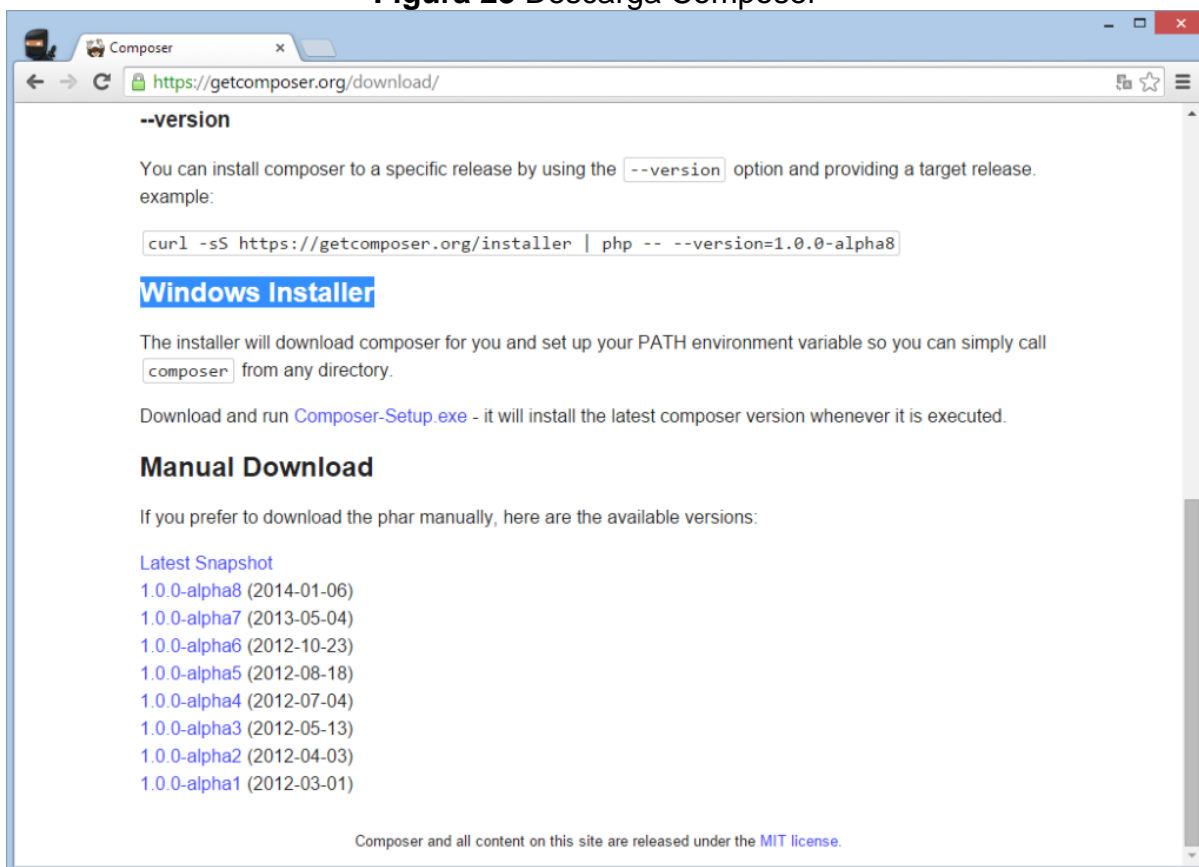 Figura 28 Descarga Composer
Composer
https://getcomposer.org/download/
--version
You can install composer to a specific release by using the --version option and providing a target release.
example:
curl -sS https://getcomposer.org/installer | php -- --version=1.0.0-alpha8
Windows Installer
The installer will download composer for you and set up your PATH environment variable so you can simply call
composer from any directory.
Download and run Composer-Setup.exe - it will install the latest composer version whenever it is executed.
Manual Download
If you prefer to download the phar manually, here are the available versions:
Latest Snapshot
1.0.0-alpha8 (2014-01-06)
1.0.0-alpha7 (2013-05-04)
1.0.0-alpha6 (2012-10-23)
1.0.0-alpha5 (2012-08-18)
1.0.0-alpha4 (2012-07-04)
1.0.0-alpha3 (2012-05-13)
1.0.0-alpha2 (2012-04-03)
1.0.0-alpha1 (2012-03-01)
Composer and all content on this site are released under the MIT license.